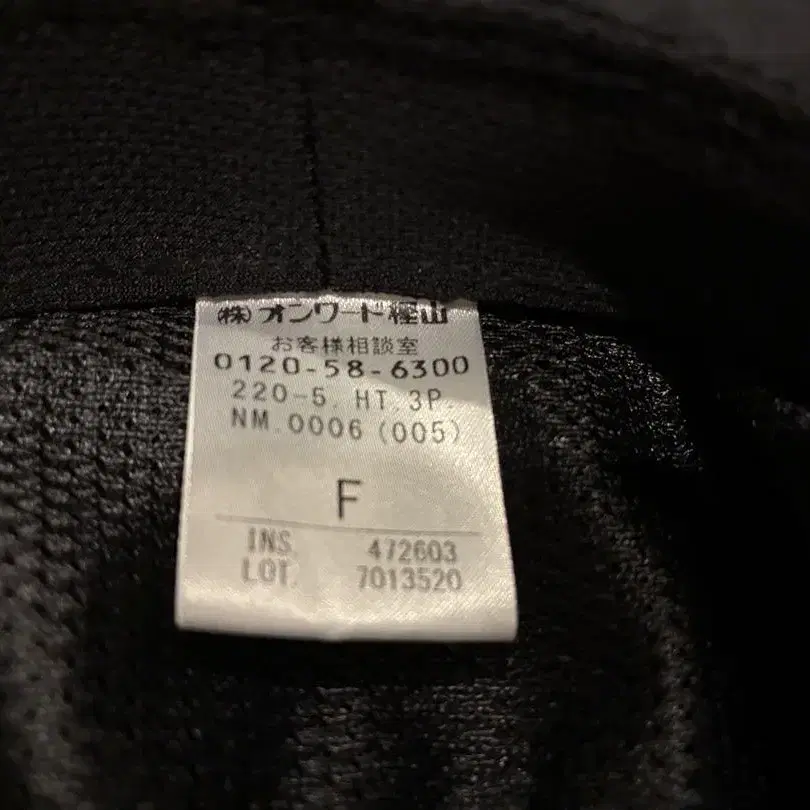 ㈱オンワード樫山
お客様相談室
0120-58-6300
220-5. HT. 3P.
NM.0006 (005)
F
INS. 472603
LOT. 7013520